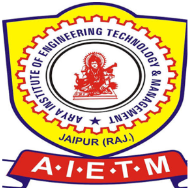 ARYA INSTITUTE OF ENGINEERING TECHNOLOGY & MANAGEMENT
JAIPUR (RAJ.)
A·I·E·T·M